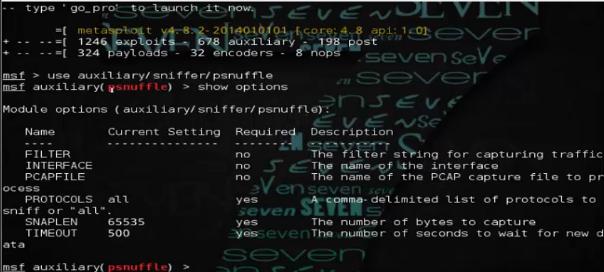 -- type 'go_pro' to launch it now.
=[ metasploit v4.8.2-2014010101 [core:4.8 api:1.0]
+ -- --=[ 1246 exploits - 678 auxiliary - 198 post
+ -- --=[ 324 payloads - 32 encoders - 8 nops
msf > use auxiliary/sniffer/psnuffle
msf auxiliary(psnuffle) > show options
Module options (auxiliary/sniffer/psnuffle):
Name Current Setting Required Description
---- --------------- -------- -----------
FILTER no The filter string for capturing traffic
INTERFACE no The name of the interface
PCAPFILE no The name of the PCAP capture file to pr
ocess
PROTOCOLS all yes A comma-delimited list of protocols to
sniff or "all".
SNAPLEN 65535 yes The number of bytes to capture
TIMEOUT 500 yes The number of seconds to wait for new d
ata
msf auxiliary(psnuffle) >